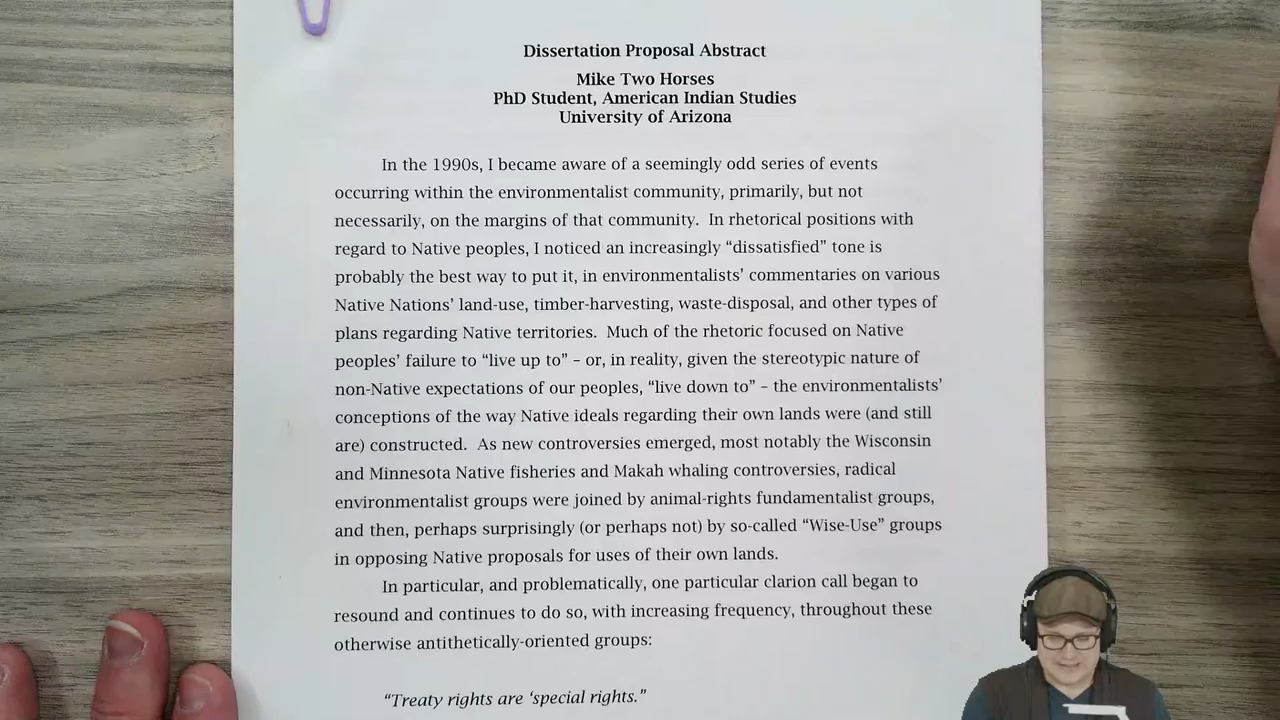 Dissertation Proposal Abstract
Mike Two Horses
PhD Student, American Indian Studies
University of Arizona
In the 1990s, I became aware of a seemingly odd series of events
occurring within the environmentalist community, primarily, but not
necessarily, on the margins of that community.  In rhetorical positions with
regard to Native peoples, I noticed an increasingly “dissatisfied” tone is
probably the best way to put it, in environmentalists’ commentaries on various
Native Nations’ land-use, timber-harvesting, waste-disposal, and other types of
plans regarding Native territories.  Much of the rhetoric focused on Native
peoples’ failure to “live up to” – or, in reality, given the stereotypic nature of
non-Native expectations of our peoples, “live down to” – the environmentalists’
conceptions of the way Native ideals regarding their own lands were (and still
are) constructed.  As new controversies emerged, most notably the Wisconsin
and Minnesota Native fisheries and Makah whaling controversies, radical
environmentalist groups were joined by animal-rights fundamentalist groups,
and then, perhaps surprisingly (or perhaps not) by so-called “Wise-Use” groups
in opposing Native proposals for uses of their own lands.
In particular, and problematically, one particular clarion call began to
resound and continues to do so, with increasing frequency, throughout these
otherwise antithetically-oriented groups:
“Treaty rights are ‘special rights.”